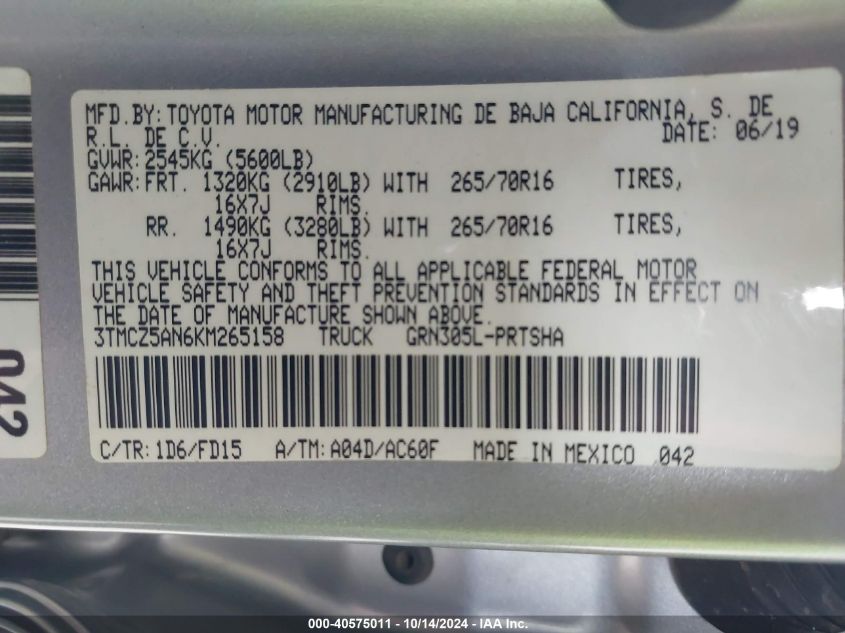 MFD.BY: TOYOTA MOTOR MANUFACTURING DE BAJA CALIFORNIA, S. DE
R.L. DE C.V. DATE: 06/19
GVWR: 2545KG (5600LB)
GAWR: FRT. 1320KG (2910LB) WITH 265/70R16 TIRES,
16X7J RIMS.
RR. 1490KG (3280LB) WITH 265/70R16 TIRES,
16X7J RIMS.
THIS VEHICLE CONFORMS TO ALL APPLICABLE FEDERAL MOTOR
VEHICLE SAFETY AND THEFT PREVENTION STANDARDS IN EFFECT ON
THE DATE OF MANUFACTURE SHOWN ABOVE.
3TMCZ5AN6KM265158 TRUCK GRN305L-PRTSHA
C/TR: 1D6/FD15 A/TM: A04D/AC60F MADE IN MEXICO 042
042
000-40575011 - 10/14/2024 - IAA Inc.